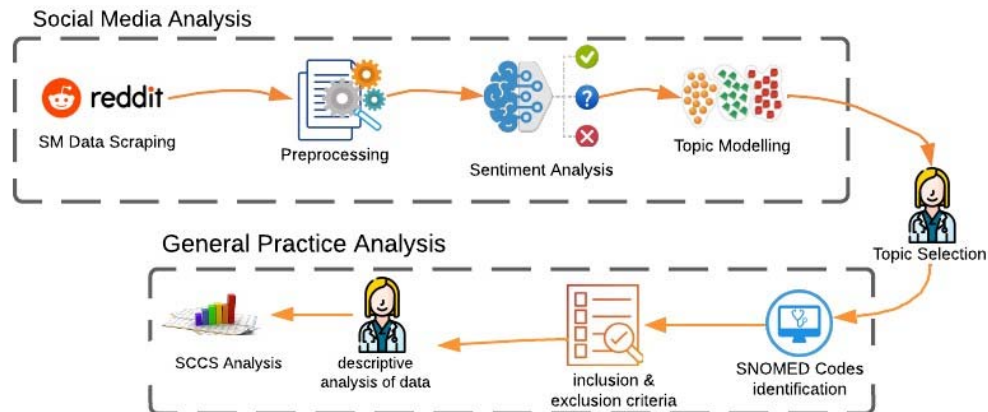 Social Media Analysis
reddit
SM Data Scraping
Preprocessing
Sentiment Analysis
?
Topic Modelling
Topic Selection
General Practice Analysis
SCCS Analysis
descriptive
analysis of data
inclusion &
exclusion criteria
SNOMED Codes
identification